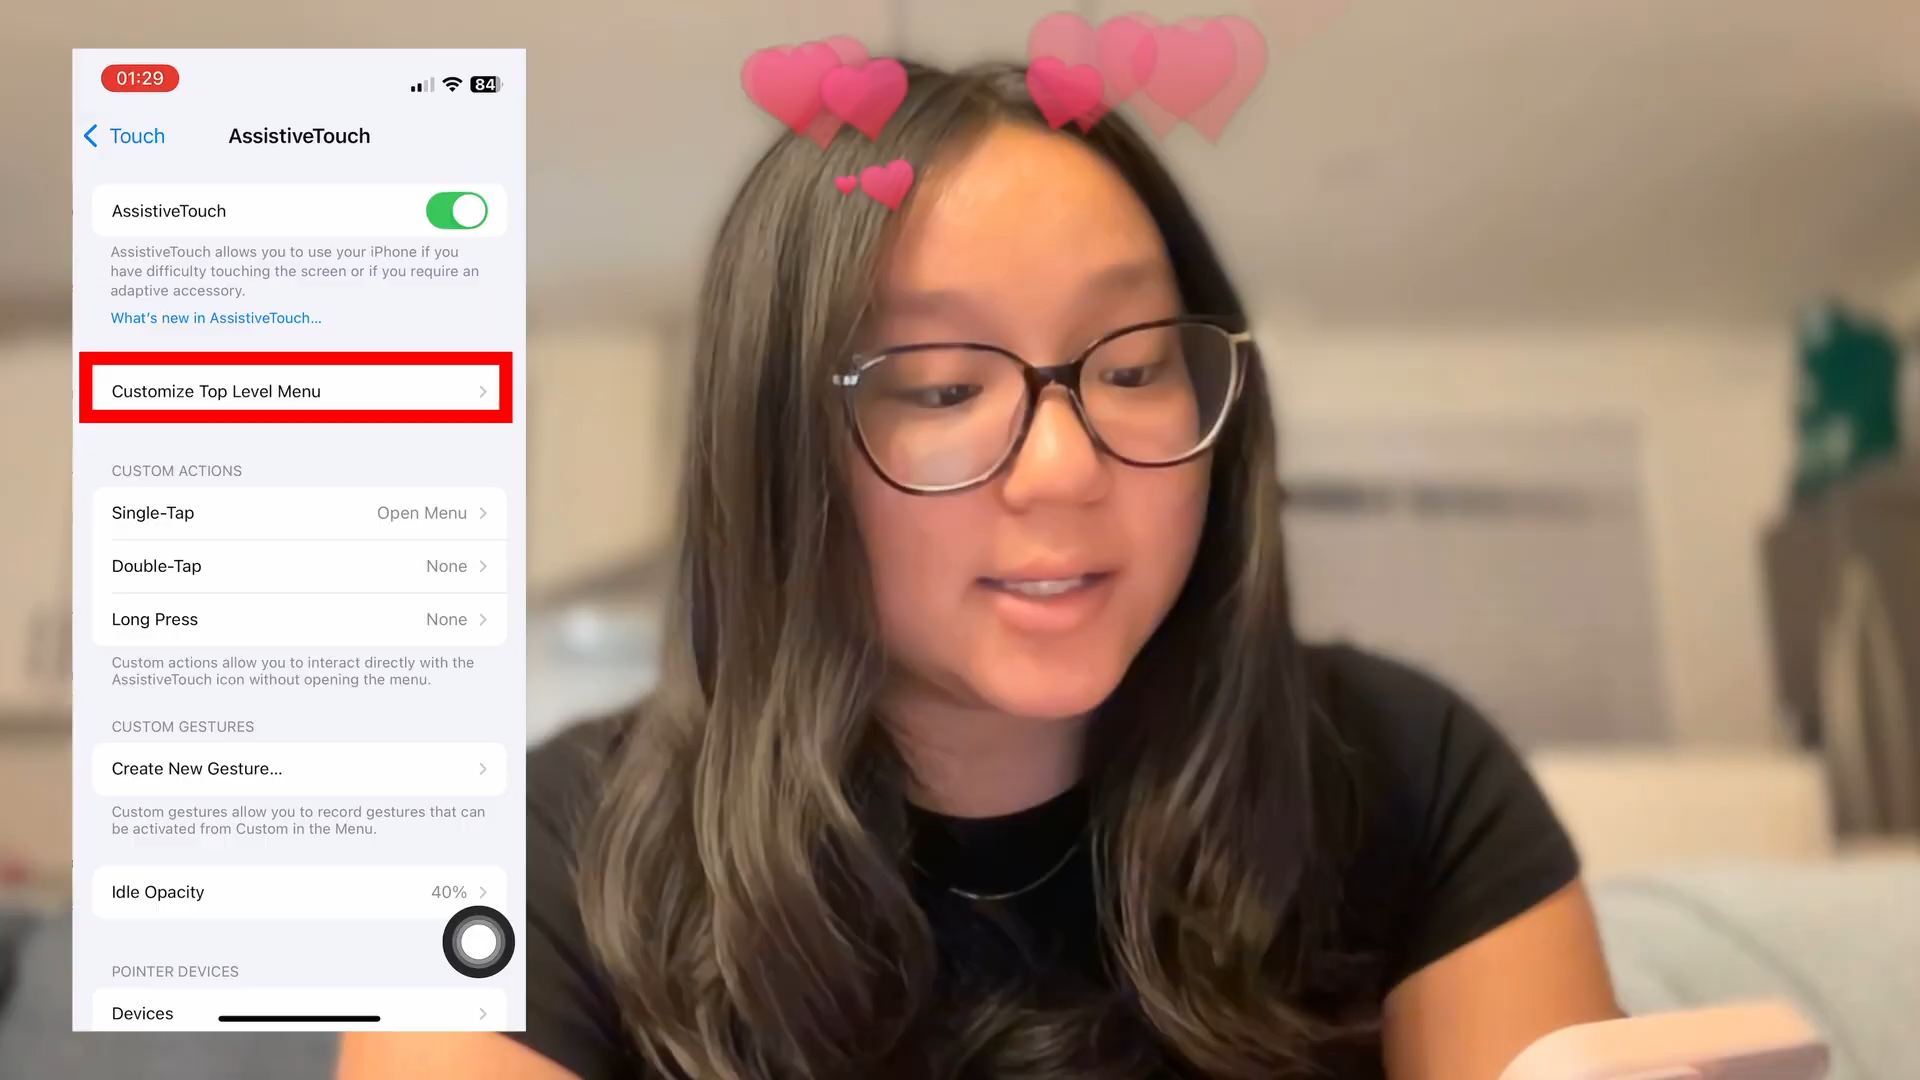 01:29
84
Touch
AssistiveTouch
AssistiveTouch
AssistiveTouch allows you to use your iPhone if you
have difficulty touching the screen or if you require an
adaptive accessory.
What's new in AssistiveTouch...
Customize Top Level Menu
CUSTOM ACTIONS
Single-Tap Open Menu
Double-Tap None
Long Press None
Custom actions allow you to interact directly with the
AssistiveTouch icon without opening the menu.
CUSTOM GESTURES
Create New Gesture...
Custom gestures allow you to record gestures that can
be activated from Custom in the Menu.
Idle Opacity 40%
POINTER DEVICES
Devices